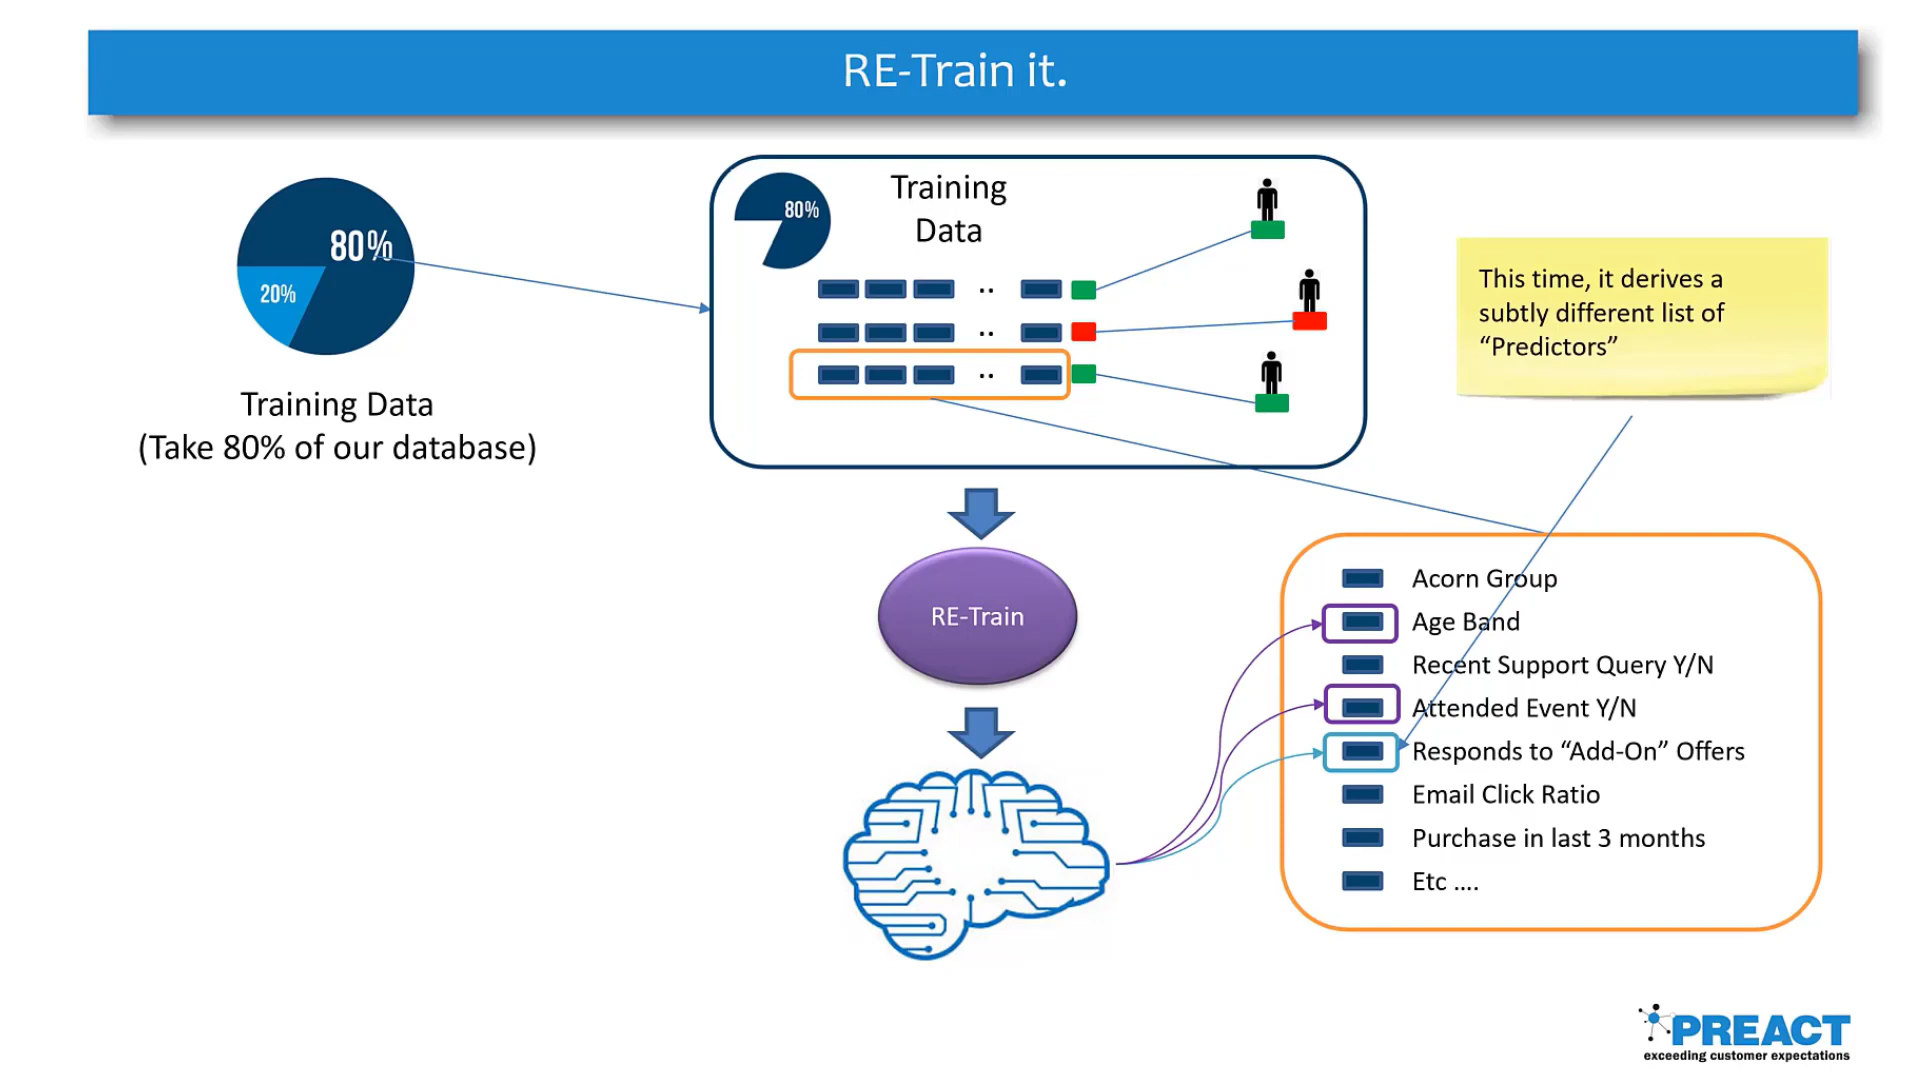 RE-Train it.
80%
20%
Training Data
(Take 80% of our database)
80%
Training
Data
..
..
..
This time, it derives a
subtly different list of
“Predictors”
RE-Train
Acorn Group
Age Band
Recent Support Query Y/N
Attended Event Y/N
Responds to “Add-On” Offers
Email Click Ratio
Purchase in last 3 months
Etc ....
PREACT
exceeding customer expectations